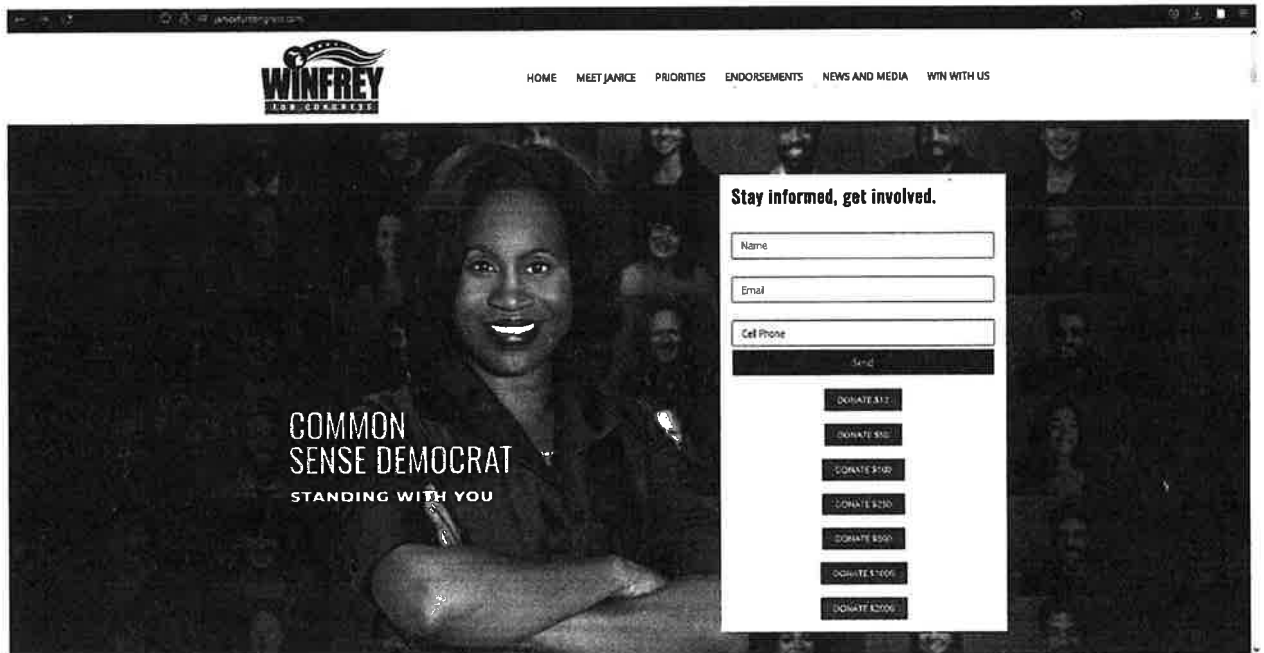 WINFREY
FOR CONGRESS
HOME MEET JANICE PRIORITIES ENDORSEMENTS NEWS AND MEDIA WIN WITH US
Stay informed, get involved.
Name
Email
Cell Phone
Send
DONATE $50
DONATE $100
DONATE $250
DONATE $500
DONATE $1000
COMMON
SENSE DEMOCRAT
STANDING WITH YOU